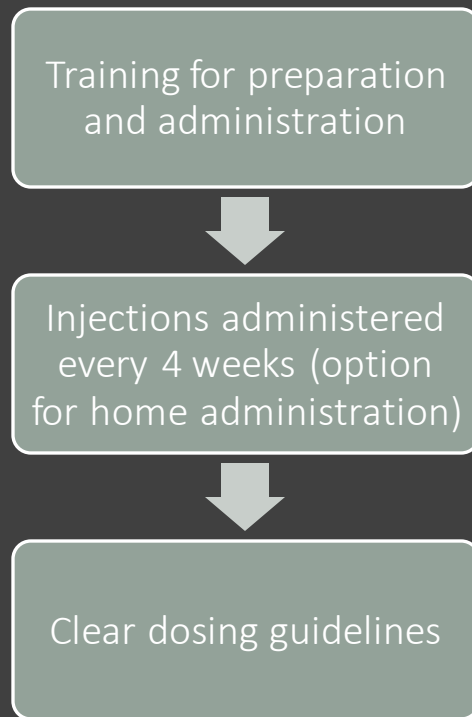 Training for preparation
and administration
Injections administered
every 4 weeks (option
for home administration)
Clear dosing guidelines